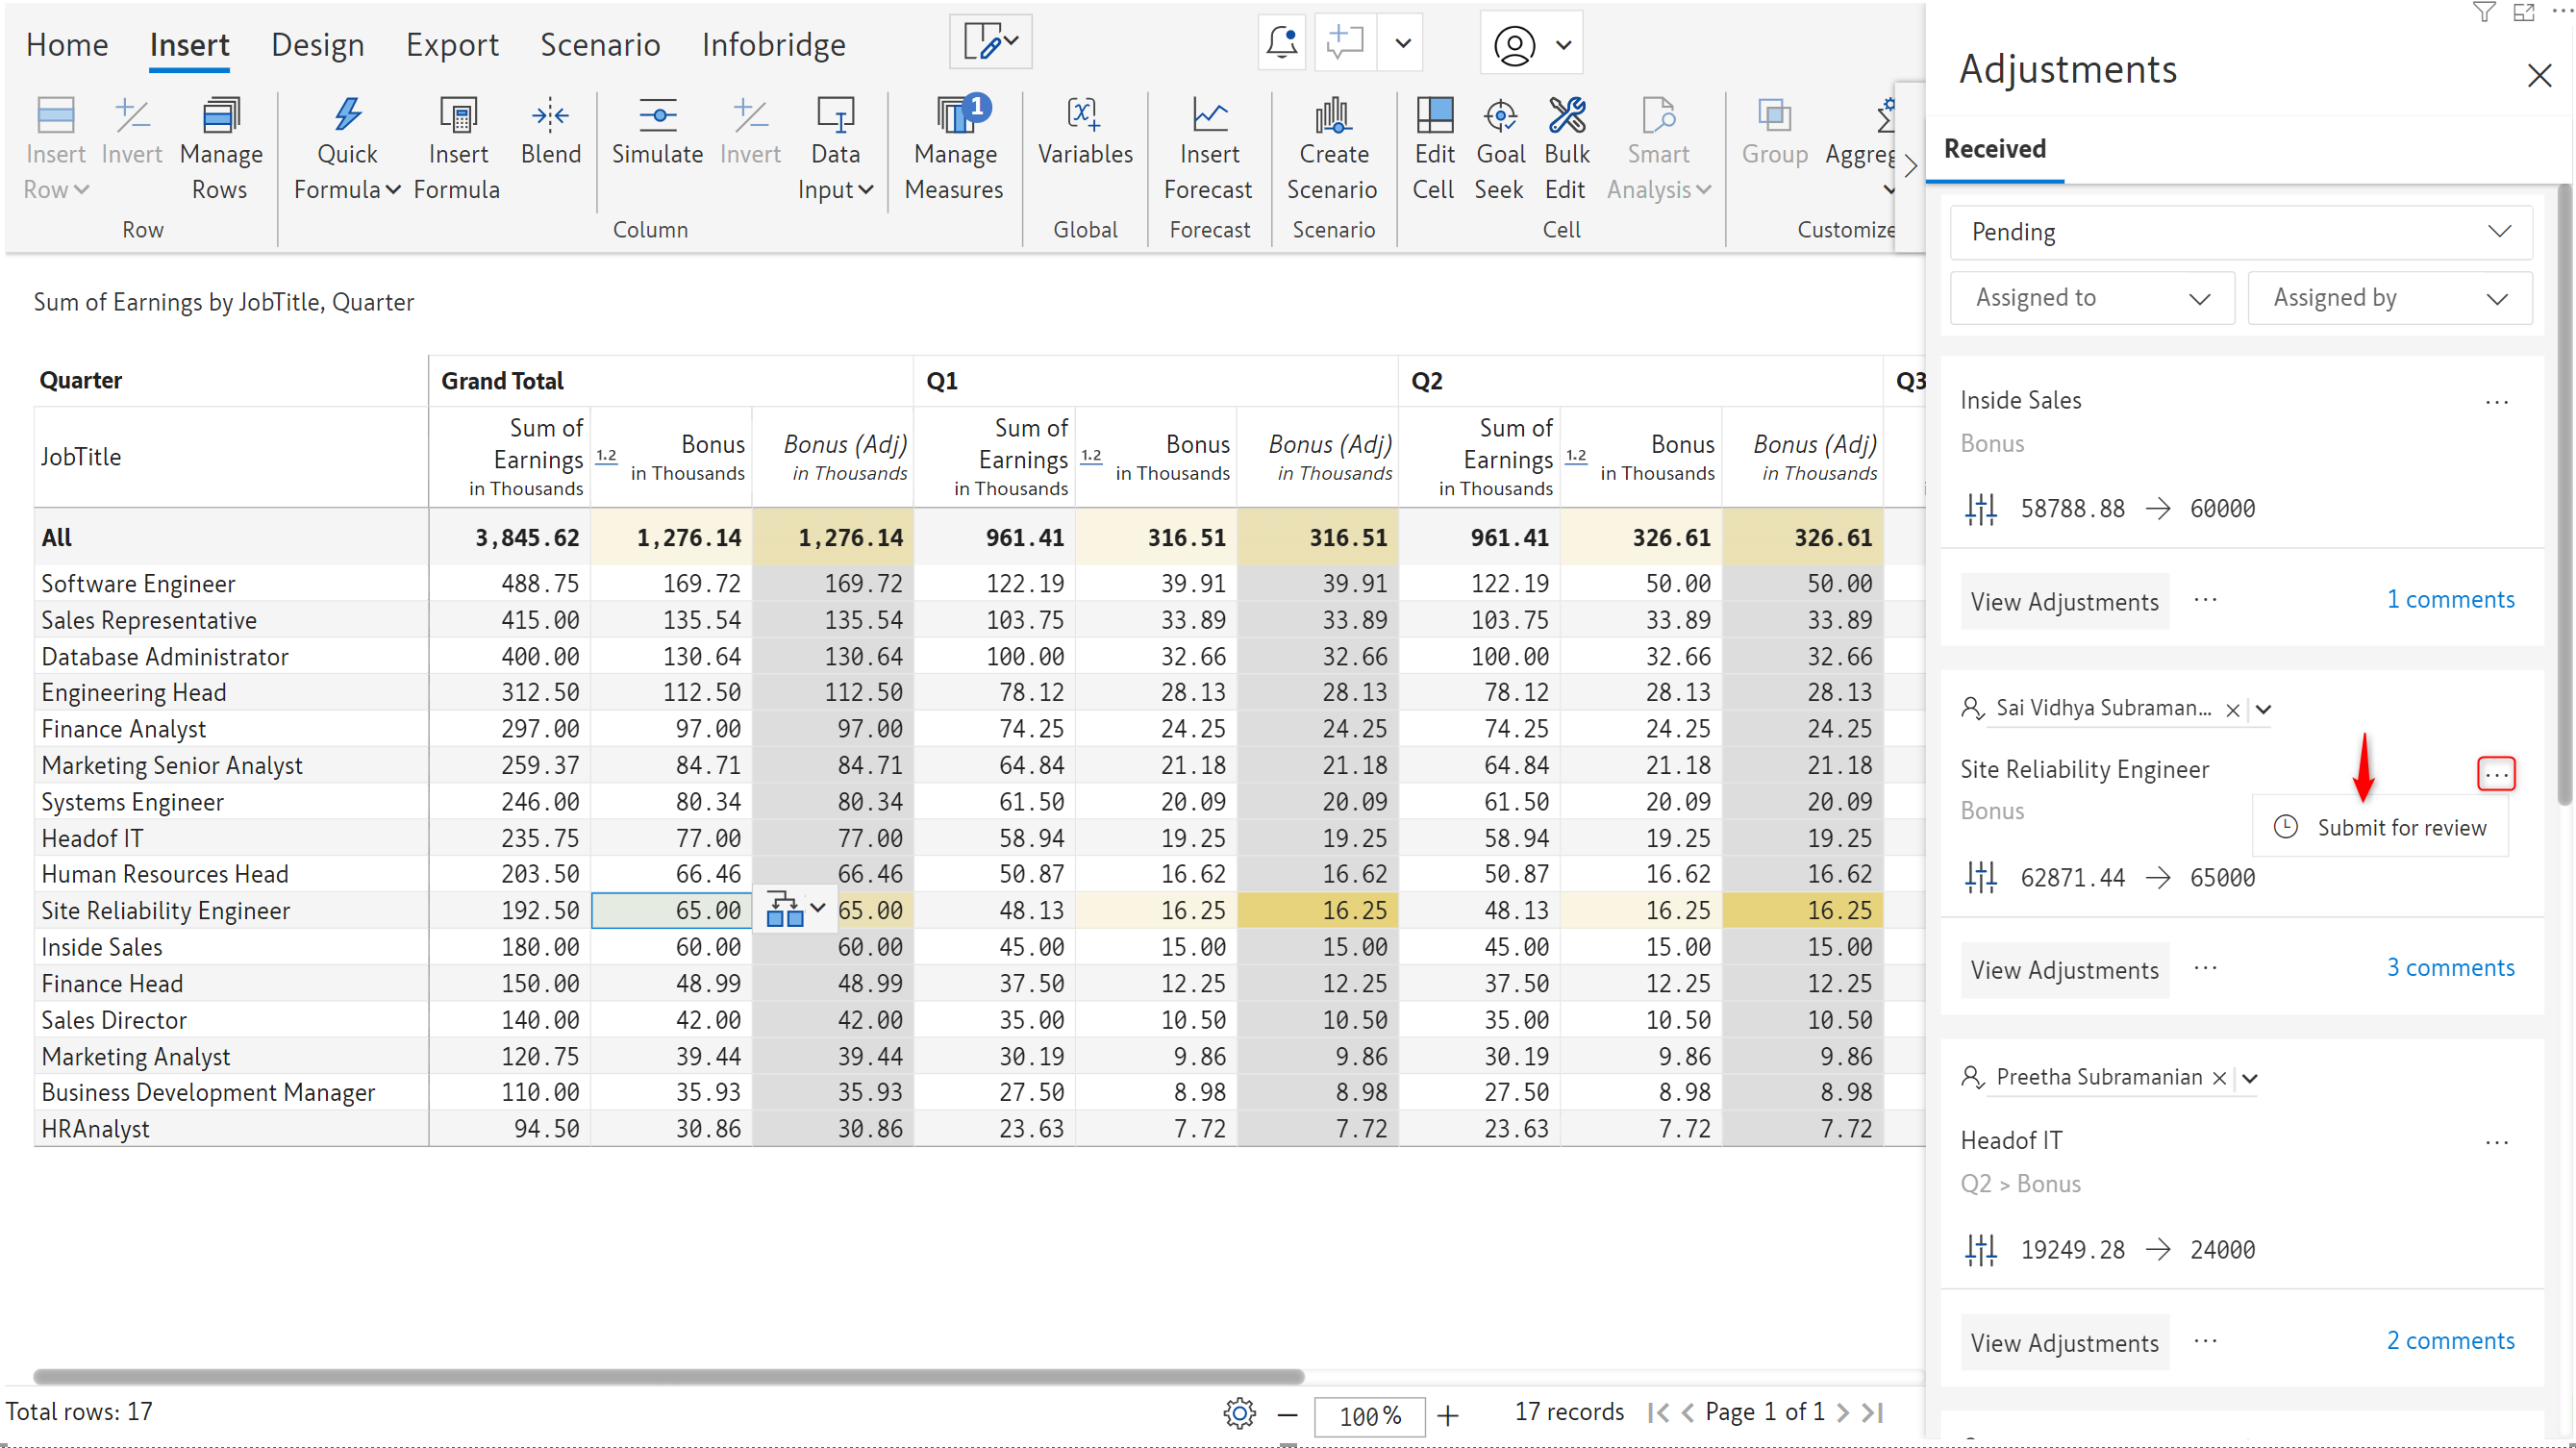 Home Insert Design Export Scenario Infobridge
Insert Row Invert Manage Rows
Row
Quick Formula Insert Formula Blend Simulate Invert Data Input
Column
1
Manage Measures
Variables
Global
Insert Forecast
Forecast
Create Scenario
Scenario
Edit Cell Goal Seek Bulk Edit Smart Analysis
Cell
Group Aggreg
Customize
Sum of Earnings by JobTitle, Quarter
Quarter Grand Total Q1 Q2 Q3
JobTitle Sum of Earnings in Thousands 1.2 Bonus in Thousands Bonus (Adj) in Thousands Sum of Earnings in Thousands 1.2 Bonus in Thousands Bonus (Adj) in Thousands Sum of Earnings in Thousands 1.2 Bonus in Thousands Bonus (Adj) in Thousands
All 3,845.62 1,276.14 1,276.14 961.41 316.51 316.51 961.41 326.61 326.61
Software Engineer 488.75 169.72 169.72 122.19 39.91 39.91 122.19 50.00 50.00
Sales Representative 415.00 135.54 135.54 103.75 33.89 33.89 103.75 33.89 33.89
Database Administrator 400.00 130.64 130.64 100.00 32.66 32.66 100.00 32.66 32.66
Engineering Head 312.50 112.50 112.50 78.12 28.13 28.13 78.12 28.13 28.13
Finance Analyst 297.00 97.00 97.00 74.25 24.25 24.25 74.25 24.25 24.25
Marketing Senior Analyst 259.37 84.71 84.71 64.84 21.18 21.18 64.84 21.18 21.18
Systems Engineer 246.00 80.34 80.34 61.50 20.09 20.09 61.50 20.09 20.09
Headof IT 235.75 77.00 77.00 58.94 19.25 19.25 58.94 19.25 19.25
Human Resources Head 203.50 66.46 66.46 50.87 16.62 16.62 50.87 16.62 16.62
Site Reliability Engineer 192.50 65.00 65.00 48.13 16.25 16.25 48.13 16.25 16.25
Inside Sales 180.00 60.00 60.00 45.00 15.00 15.00 45.00 15.00 15.00
Finance Head 150.00 48.99 48.99 37.50 12.25 12.25 37.50 12.25 12.25
Sales Director 140.00 42.00 42.00 35.00 10.50 10.50 35.00 10.50 10.50
Marketing Analyst 120.75 39.44 39.44 30.19 9.86 9.86 30.19 9.86 9.86
Business Development Manager 110.00 35.93 35.93 27.50 8.98 8.98 27.50 8.98 8.98
HRAnalyst 94.50 30.86 30.86 23.63 7.72 7.72 23.63 7.72 7.72
Total rows: 17
100%
17 records
Page 1 of 1
Adjustments
Received
Pending
Assigned to Assigned by
Inside Sales
Bonus
58788.88 → 60000
View Adjustments ... 1 comments
Sai Vidhya Subraman...
Site Reliability Engineer
Bonus
Submit for review
62871.44 → 65000
View Adjustments ... 3 comments
Preetha Subramanian
Headof IT
Q2 > Bonus
19249.28 → 24000
View Adjustments ... 2 comments